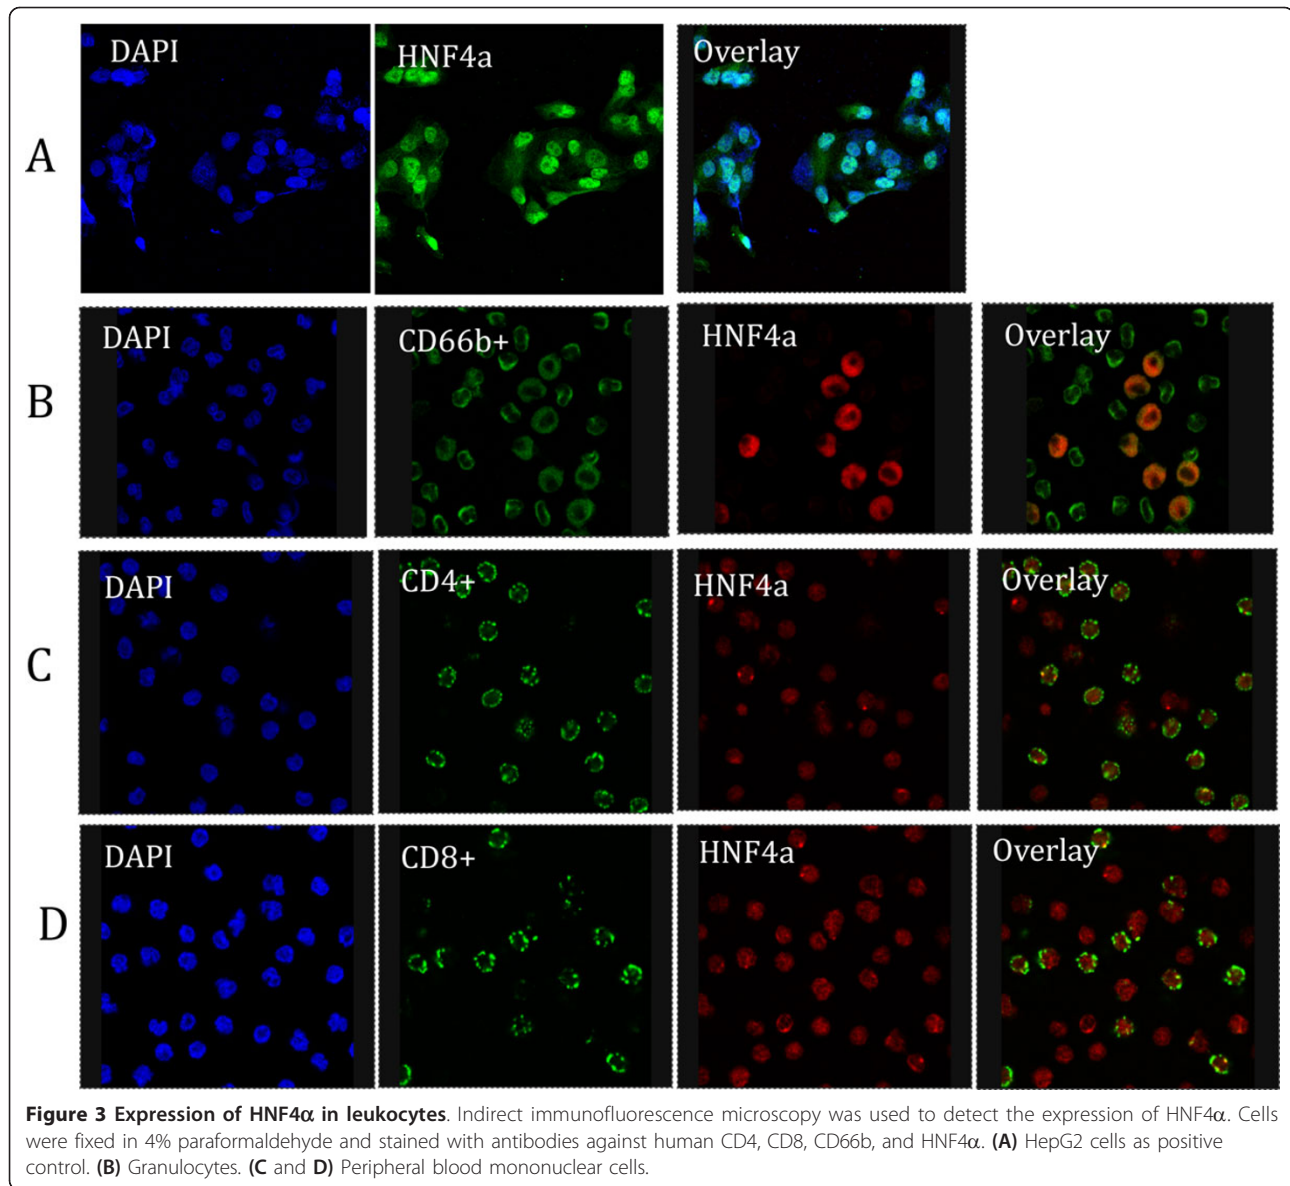 DAPI HNF4a Overlay
A
DAPI CD66b+ HNF4a Overlay
B
DAPI CD4+ HNF4a Overlay
C
DAPI CD8+ HNF4a Overlay
D
Figure 3 Expression of HNF4α in leukocytes. Indirect immunofluorescence microscopy was used to detect the expression of HNF4α. Cells
were fixed in 4% paraformaldehyde and stained with antibodies against human CD4, CD8, CD66b, and HNF4α. (A) HepG2 cells as positive
control. (B) Granulocytes. (C and D) Peripheral blood mononuclear cells.